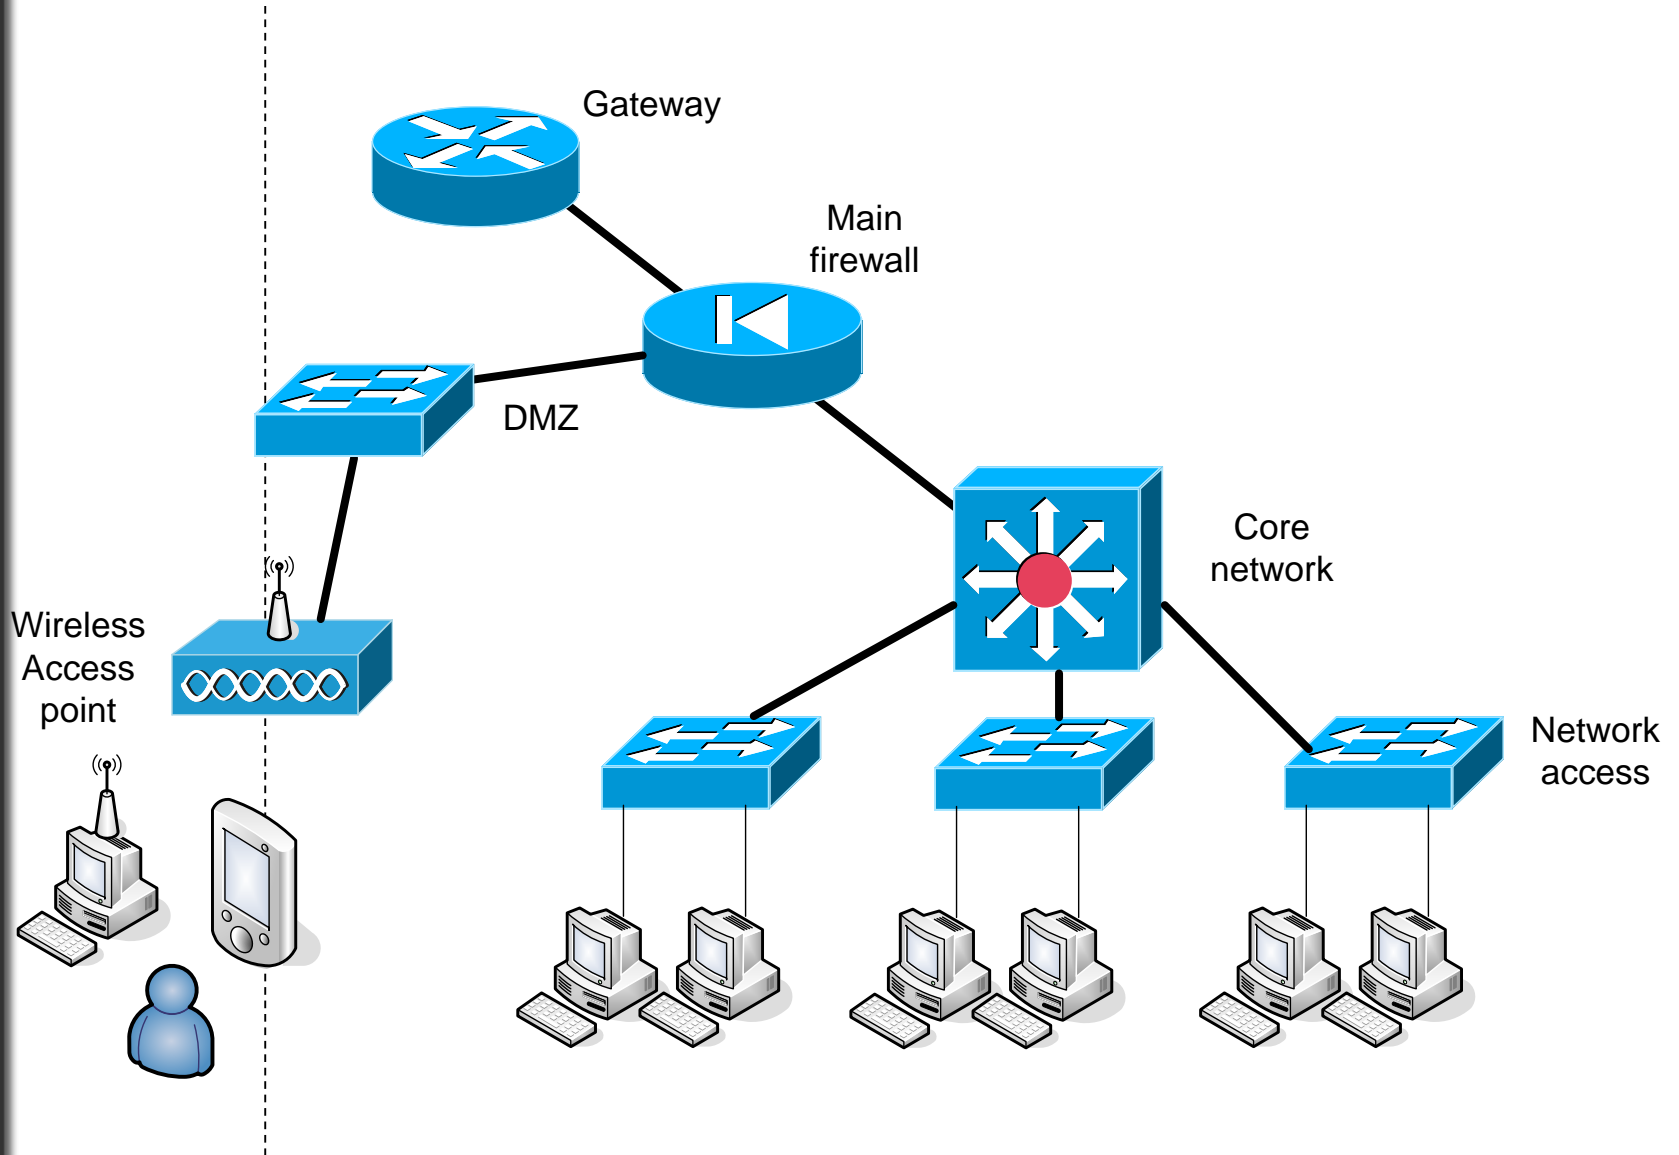 Gateway
Main
firewall
DMZ
Core
network
Wireless
Access
point
Network
access